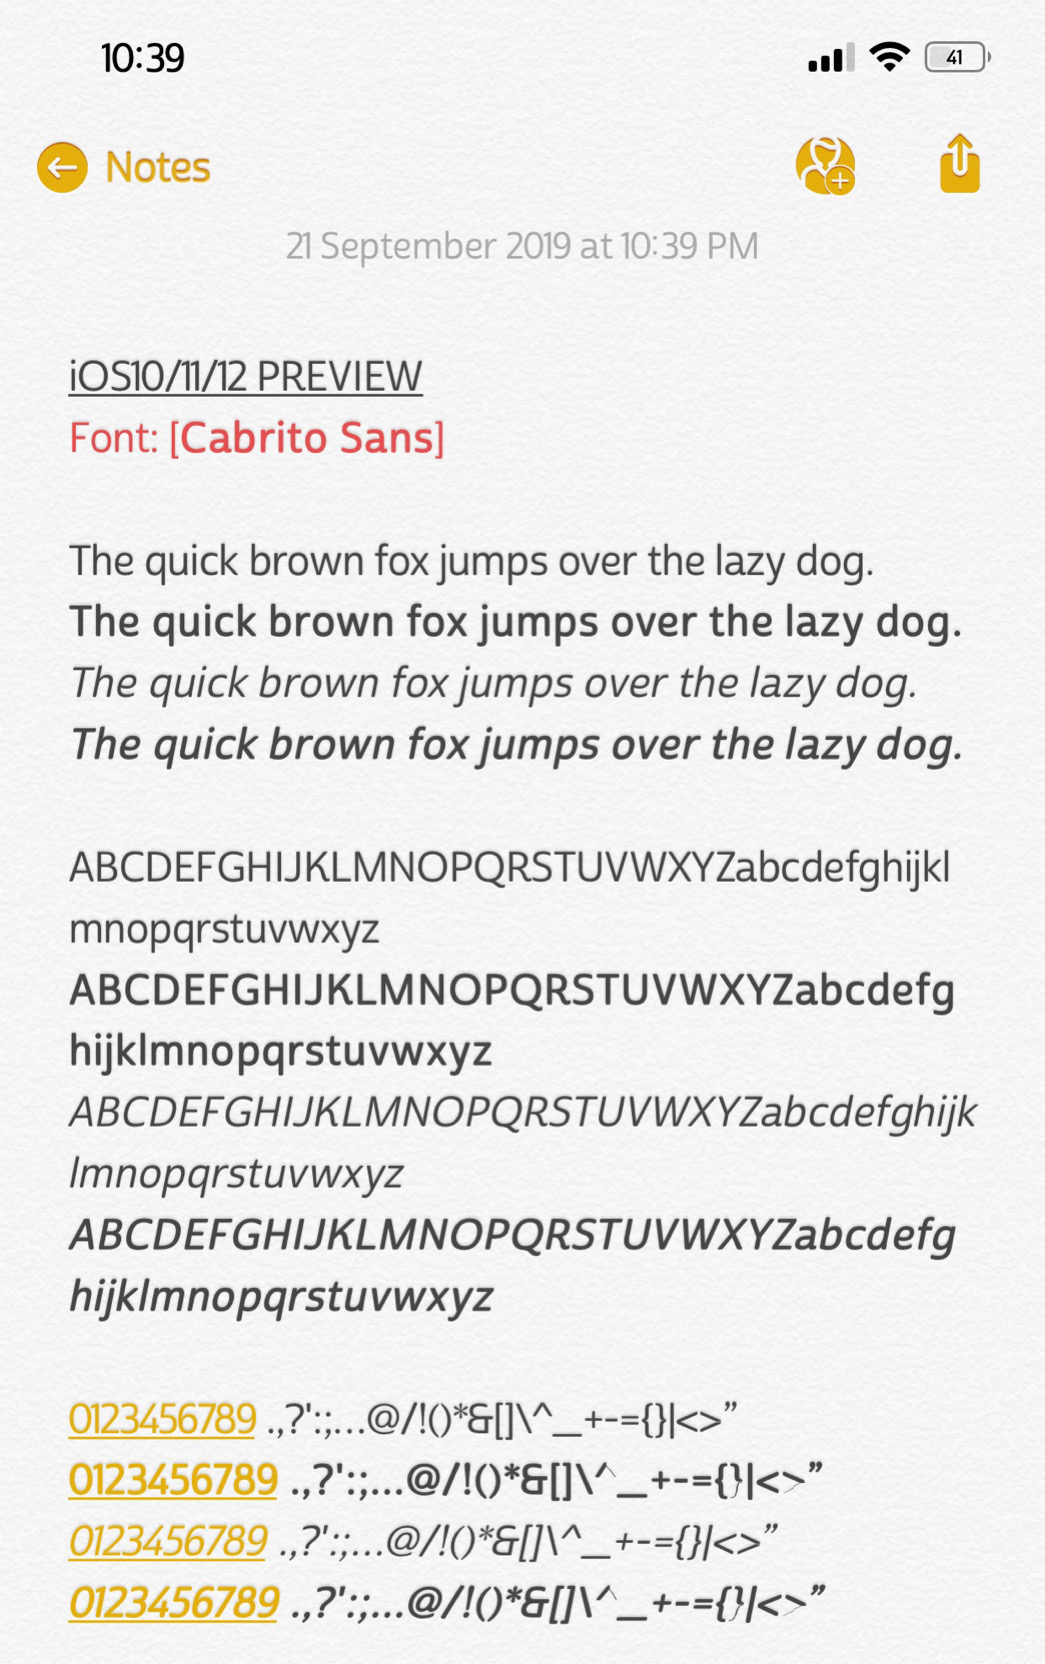 10:39
41
Notes
21 September 2019 at 10:39 PM
iOS10/11/12 PREVIEW
Font: [Cabrito Sans]
The quick brown fox jumps over the lazy dog.
The quick brown fox jumps over the lazy dog.
The quick brown fox jumps over the lazy dog.
The quick brown fox jumps over the lazy dog.
ABCDEFGHIJKLMNOPQRSTUVWXYZabcdefghijkl
mnopqrstuvwxyz
ABCDEFGHIJKLMNOPQRSTUVWXYZabcdefg
hijklmnopqrstuvwxyz
ABCDEFGHIJKLMNOPQRSTUVWXYZabcdefghijk
lmnopqrstuvwxyz
ABCDEFGHIJKLMNOPQRSTUVWXYZabcdefg
hijklmnopqrstuvwxyz
0123456789 .,?':;…@/!()*&[]\^_+-={}|<>”
0123456789 .,?':;…@/!()*&[]\^_+-={}|<>”
0123456789 .,?':;…@/!()*&[]\^_+-={}|<>”
0123456789 .,?':;…@/!()*&[]\^_+-={}|<>”